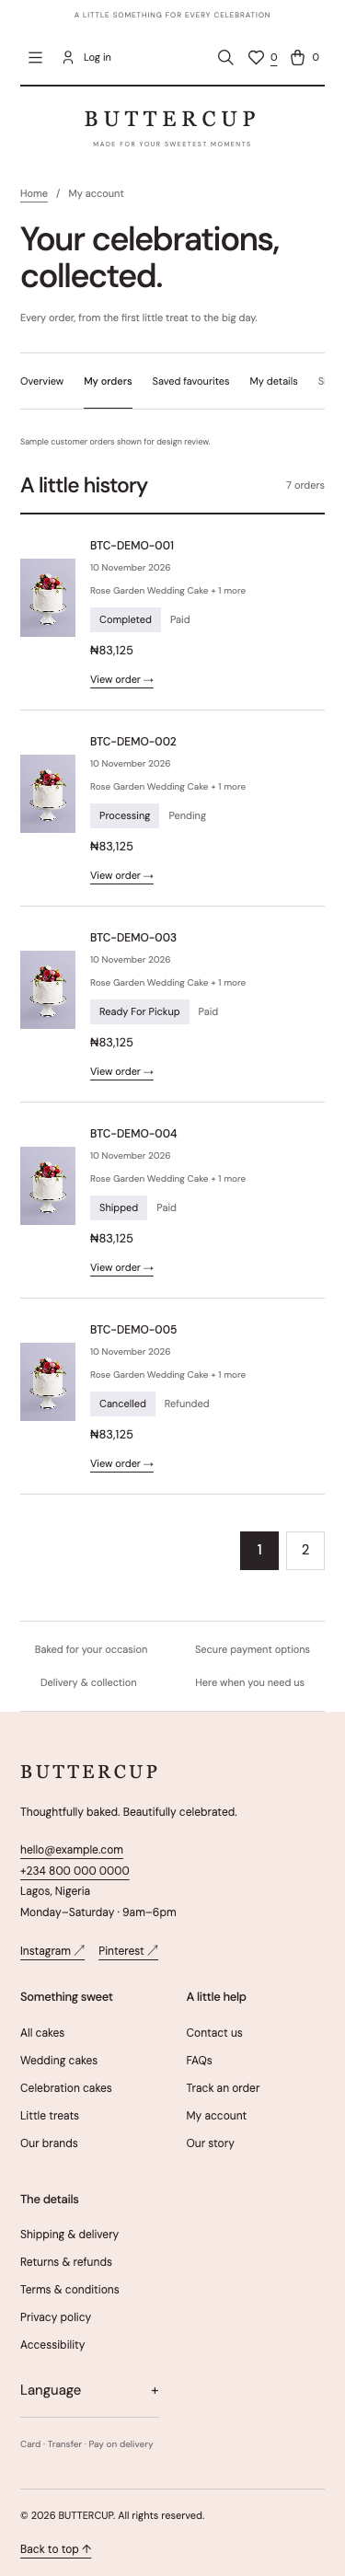 A LITTLE SOMETHING FOR EVERY CELEBRATION
Log in
0
0
BUTTERCUP
MADE FOR YOUR SWEETEST MOMENTS
Home / My account
Your celebrations,
collected.
Every order, from the first little treat to the big day.
Overview My orders Saved favourites My details
Sample customer orders shown for design review.
A little history 7 orders
BTC-DEMO-001
10 November 2026
Rose Garden Wedding Cake + 1 more
Completed Paid
₦83,125
View order →
BTC-DEMO-002
10 November 2026
Rose Garden Wedding Cake + 1 more
Processing Pending
₦83,125
View order →
BTC-DEMO-003
10 November 2026
Rose Garden Wedding Cake + 1 more
Ready For Pickup Paid
₦83,125
View order →
BTC-DEMO-004
10 November 2026
Rose Garden Wedding Cake + 1 more
Shipped Paid
₦83,125
View order →
BTC-DEMO-005
10 November 2026
Rose Garden Wedding Cake + 1 more
Cancelled Refunded
₦83,125
View order →
1 2
Baked for your occasion Secure payment options
Delivery & collection Here when you need us
BUTTERCUP
Thoughtfully baked. Beautifully celebrated.
hello@example.com
+234 800 000 0000
Lagos, Nigeria
Monday–Saturday · 9am–6pm
Instagram ↗ Pinterest ↗
Something sweet
All cakes
Wedding cakes
Celebration cakes
Little treats
Our brands
A little help
Contact us
FAQs
Track an order
My account
Our story
The details
Shipping & delivery
Returns & refunds
Terms & conditions
Privacy policy
Accessibility
Language +
Card · Transfer · Pay on delivery
© 2026 BUTTERCUP. All rights reserved.
Back to top ↑